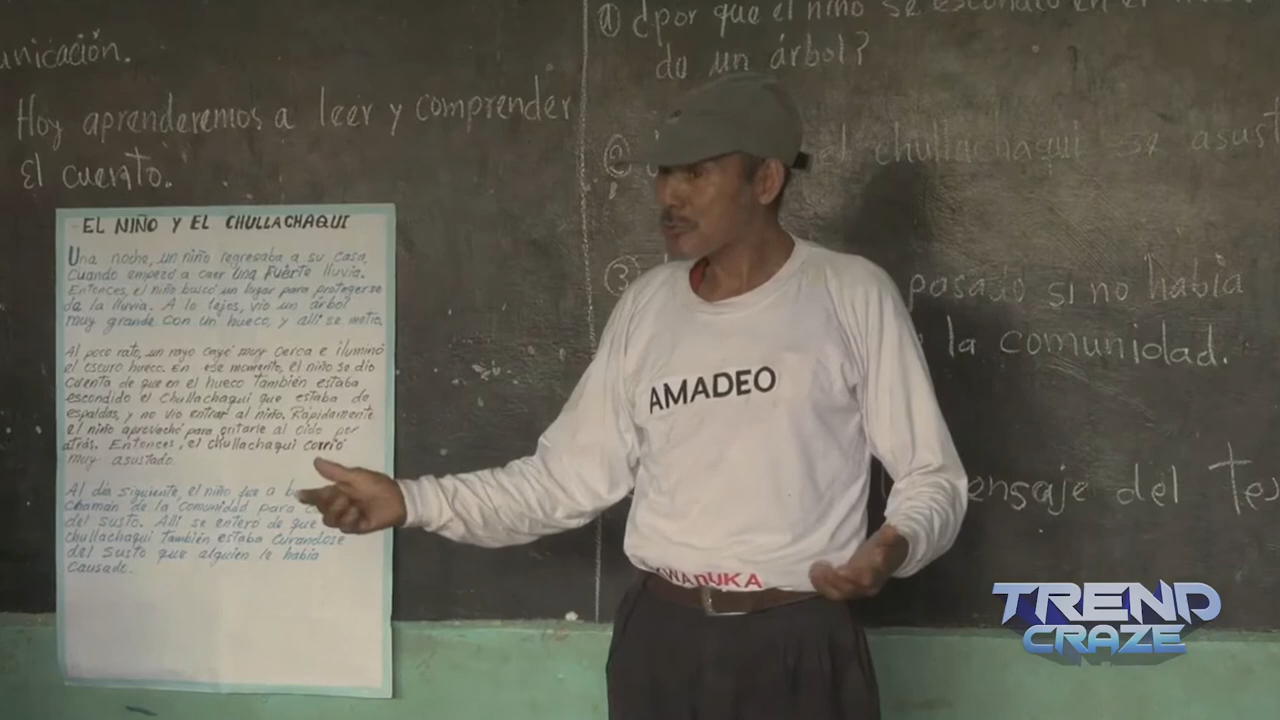 unicación.
Hoy aprenderemos a leer y comprender
El cuento.
EL NIÑO Y EL CHULLACHAQUI
Una noche, un niño regresaba a su casa,
Cuando empezó a caer una fuerte lluvia.
Entonces, el niño buscó un lugar para protegerse
de la lluvia. A lo lejos, vio un árbol
muy grande con un hueco, y allí se metió.
Al poco rato, un rayo cayó muy cerca e iluminó
el oscuro hueco. En ese momento, el niño se dio
Cuenta de que en el hueco también estaba
escondido el Chullachaqui que estaba de
espaldas, y no vio entrar al niño. Rápidamente
el niño aprovechó para gritarle al oído por
atrás. Entonces, el chullachaqui corrió
muy asustado.
Al día siguiente, el niño fue a b
Chamán de la comunidad para c
del susto. Allí se enteró de que
chullachaqui también estaba Curandose
del susto que alguien le había
Causado.
① ¿por que el niño se escondió en el
de un árbol?
② el chullachaqui se asust
③ pasado si no había
la comunidad.
ensaje del Tex
AMADEO
WANUKA
TREND
CRAZE